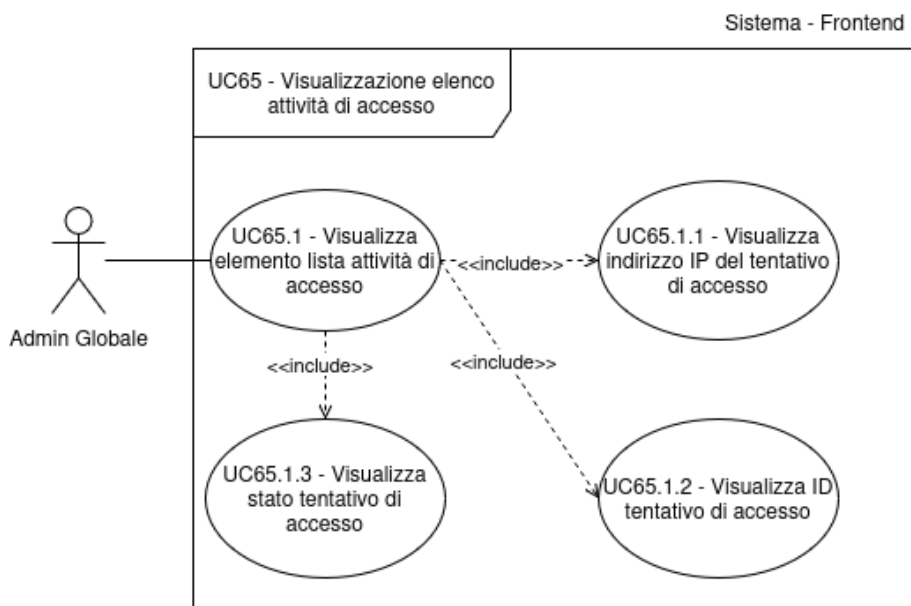 Sistema - Frontend
UC65 - Visualizzazione elenco
attività di accesso
UC65.1 - Visualizza
elemento lista attività di
accesso
<<include>>
UC65.1.1 - Visualizza
indirizzo IP del tentativo
di accesso
Admin Globale
<<include>>
<<include>>
UC65.1.3 - Visualizza
stato tentativo di
accesso
UC65.1.2 - Visualizza ID
tentativo di accesso